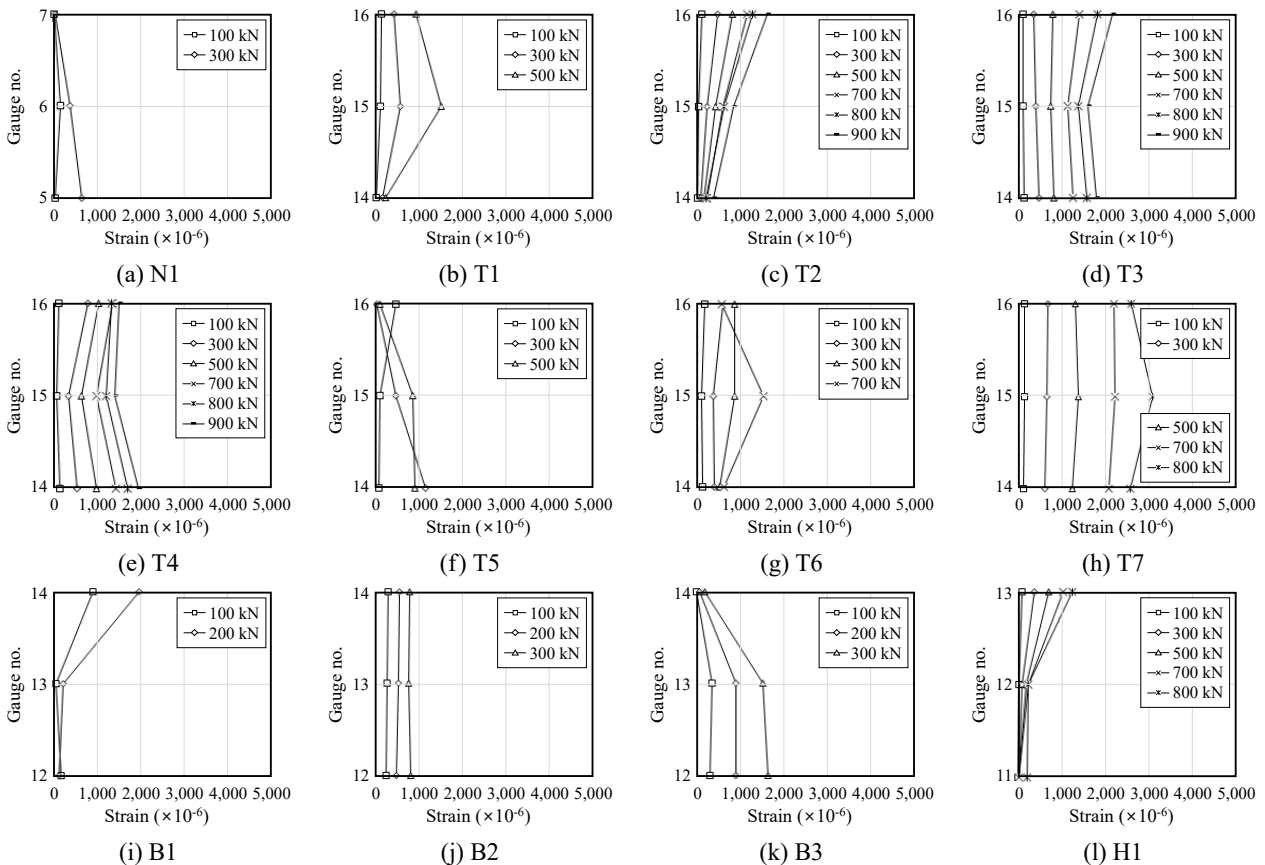 7
6
5
Gauge no.
100 kN
300 kN
0 1,000 2,000 3,000 4,000 5,000
Strain (×10-6)
(a) N1
16
15
14
Gauge no.
100 kN
300 kN
500 kN
0 1,000 2,000 3,000 4,000 5,000
Strain (×10-6)
(b) T1
16
15
14
Gauge no.
100 kN
300 kN
500 kN
700 kN
800 kN
900 kN
0 1,000 2,000 3,000 4,000 5,000
Strain (×10-6)
(c) T2
16
15
14
Gauge no.
100 kN
300 kN
500 kN
700 kN
800 kN
900 kN
0 1,000 2,000 3,000 4,000 5,000
Strain (×10-6)
(d) T3
16
15
14
Gauge no.
100 kN
300 kN
500 kN
700 kN
800 kN
900 kN
0 1,000 2,000 3,000 4,000 5,000
Strain (×10-6)
(e) T4
16
15
14
Gauge no.
100 kN
300 kN
500 kN
0 1,000 2,000 3,000 4,000 5,000
Strain (×10-6)
(f) T5
16
15
14
Gauge no.
100 kN
300 kN
500 kN
700 kN
0 1,000 2,000 3,000 4,000 5,000
Strain (×10-6)
(g) T6
16
15
14
Gauge no.
100 kN
300 kN
500 kN
700 kN
800 kN
0 1,000 2,000 3,000 4,000 5,000
Strain (×10-6)
(h) T7
14
13
12
Gauge no.
100 kN
200 kN
0 1,000 2,000 3,000 4,000 5,000
Strain (×10-6)
(i) B1
14
13
12
Gauge no.
100 kN
200 kN
300 kN
0 1,000 2,000 3,000 4,000 5,000
Strain (×10-6)
(j) B2
14
13
12
Gauge no.
100 kN
200 kN
300 kN
0 1,000 2,000 3,000 4,000 5,000
Strain (×10-6)
(k) B3
13
12
11
Gauge no.
100 kN
300 kN
500 kN
700 kN
800 kN
0 1,000 2,000 3,000 4,000 5,000
Strain (×10-6)
(l) H1